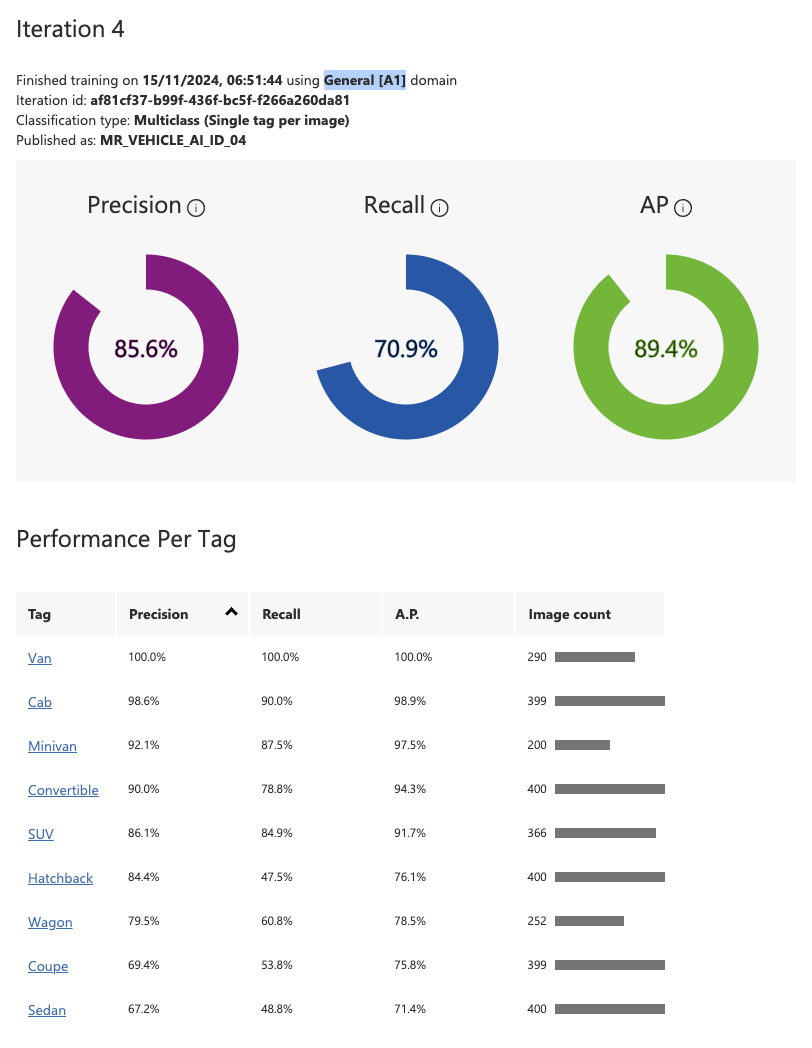 Iteration 4
Finished training on 15/11/2024, 06:51:44 using General [A1] domain
Iteration id: af81cf37-b99f-436f-bc5f-f266a260da81
Classification type: Multiclass (Single tag per image)
Published as: MR_VEHICLE_AI_ID_04
Precision Recall AP
85.6% 70.9% 89.4%
Performance Per Tag
Tag Precision Recall A.P. Image count
Van 100.0% 100.0% 100.0% 290
Cab 98.6% 90.0% 98.9% 399
Minivan 92.1% 87.5% 97.5% 200
Convertible 90.0% 78.8% 94.3% 400
SUV 86.1% 84.9% 91.7% 366
Hatchback 84.4% 47.5% 76.1% 400
Wagon 79.5% 60.8% 78.5% 252
Coupe 69.4% 53.8% 75.8% 399
Sedan 67.2% 48.8% 71.4% 400